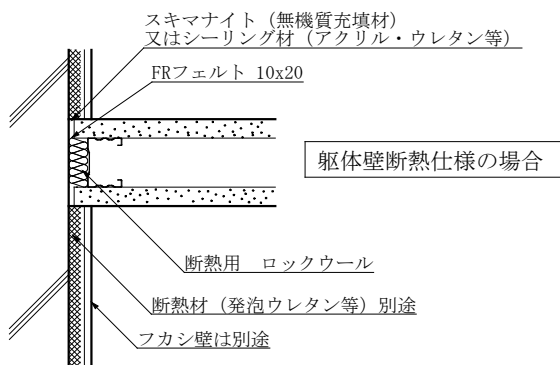 スキマナイト（無機質充填材）
又はシーリング材（アクリル・ウレタン等）
FRフェルト 10x20
躯体壁断熱仕様の場合
断熱用　ロックウール
断熱材（発泡ウレタン等）別途
フカシ壁は別途